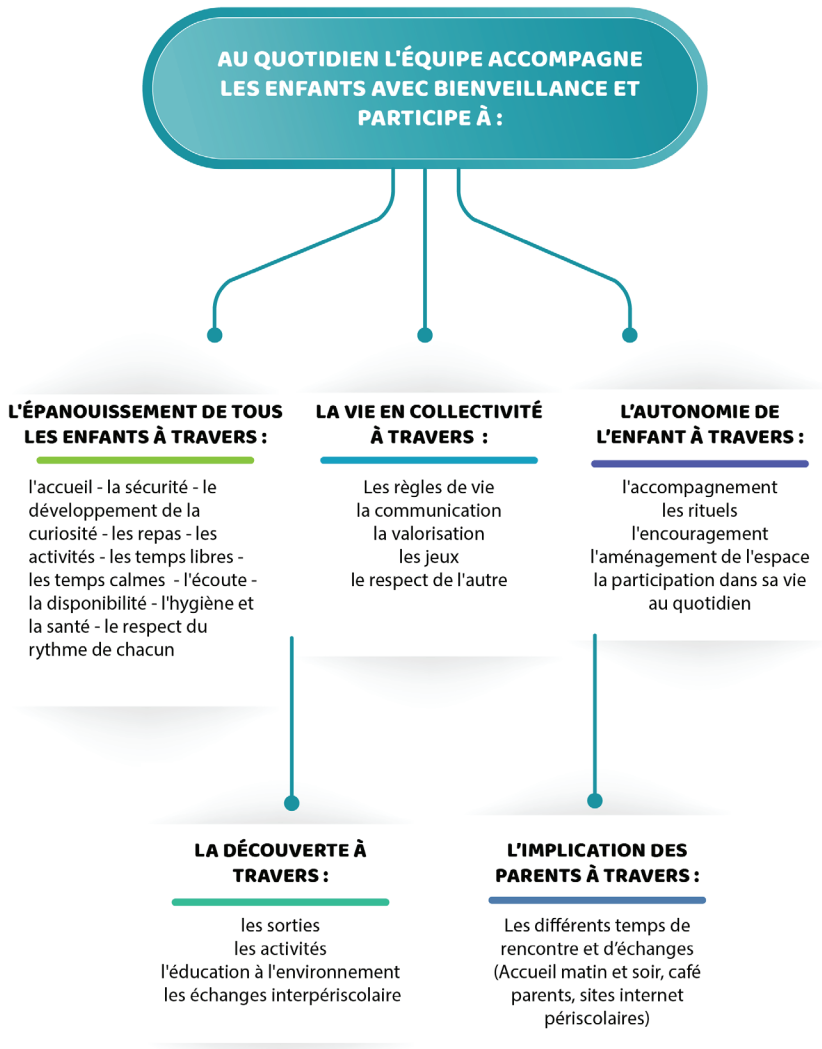 AU QUOTIDIEN L'ÉQUIPE ACCOMPAGNE
LES ENFANTS AVEC BIENVEILLANCE ET
PARTICIPE À :
L'ÉPANOUISSEMENT DE TOUS
LES ENFANTS À TRAVERS :
l'accueil - la sécurité - le
développement de la
curiosité - les repas - les
activités - les temps libres -
les temps calmes - l'écoute -
la disponibilité - l'hygiène et
la santé - le respect du
rythme de chacun
LA VIE EN COLLECTIVITÉ
À TRAVERS :
Les règles de vie
la communication
la valorisation
les jeux
le respect de l'autre
L’AUTONOMIE DE
L’ENFANT À TRAVERS :
l'accompagnement
les rituels
l'encouragement
l'aménagement de l'espace
la participation dans sa vie
au quotidien
LA DÉCOUVERTE À
TRAVERS :
les sorties
les activités
l'éducation à l'environnement
les échanges interpériscolaire
L’IMPLICATION DES
PARENTS À TRAVERS :
Les différents temps de
rencontre et d’échanges
(Accueil matin et soir, café
parents, sites internet
périscolaires)